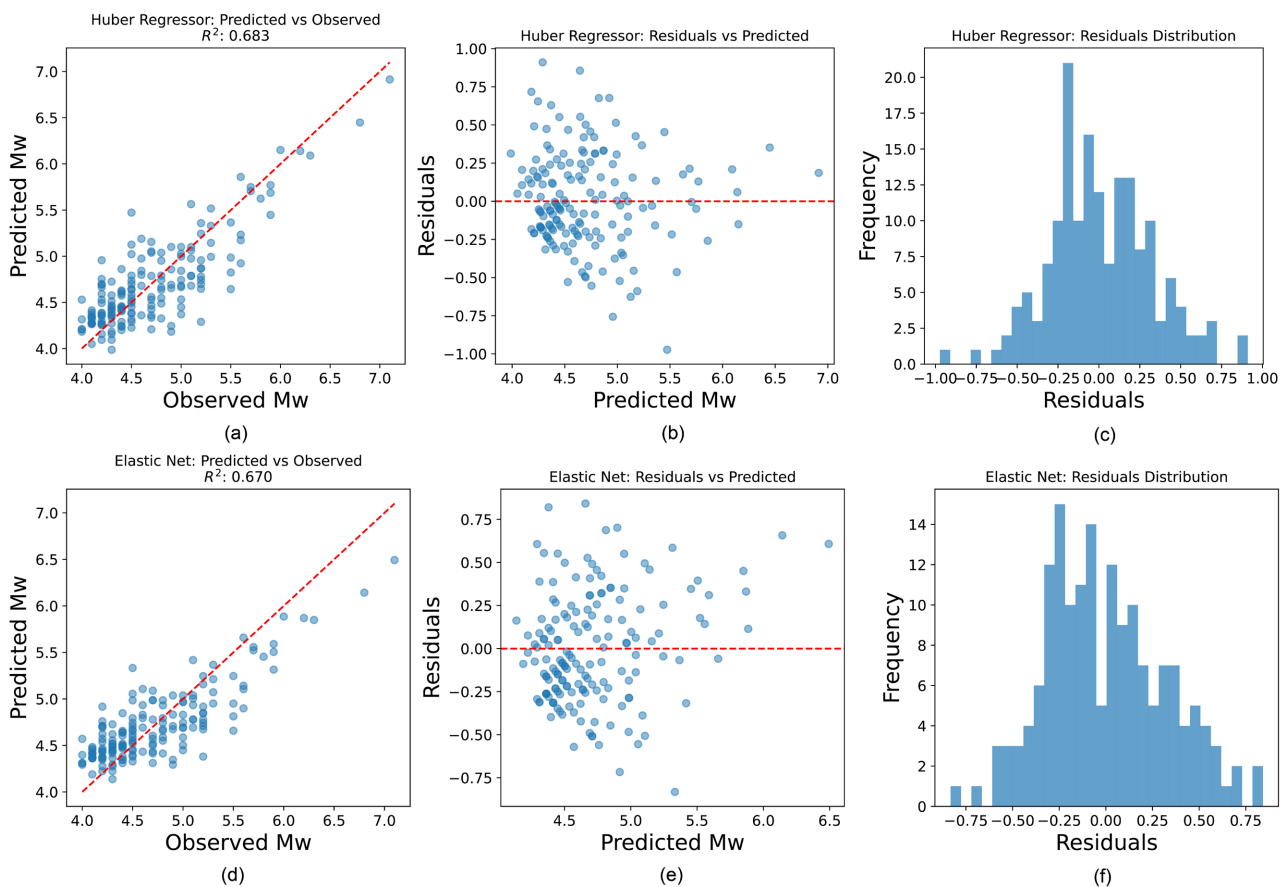 Huber Regressor: Predicted vs Observed
R²: 0.683
Predicted Mw
7.0
6.5
6.0
5.5
5.0
4.5
4.0
4.0 4.5 5.0 5.5 6.0 6.5 7.0
Observed Mw
(a)
Huber Regressor: Residuals vs Predicted
Residuals
1.00
0.75
0.50
0.25
0.00
−0.25
−0.50
−0.75
−1.00
4.0 4.5 5.0 5.5 6.0 6.5 7.0
Predicted Mw
(b)
Huber Regressor: Residuals Distribution
Frequency
20.0
17.5
15.0
12.5
10.0
7.5
5.0
2.5
0.0
−1.00 −0.75 −0.50 −0.25 0.00 0.25 0.50 0.75 1.00
Residuals
(c)
Elastic Net: Predicted vs Observed
R²: 0.670
Predicted Mw
7.0
6.5
6.0
5.5
5.0
4.5
4.0
4.0 4.5 5.0 5.5 6.0 6.5 7.0
Observed Mw
(d)
Elastic Net: Residuals vs Predicted
Residuals
0.75
0.50
0.25
0.00
−0.25
−0.50
−0.75
4.5 5.0 5.5 6.0 6.5
Predicted Mw
(e)
Elastic Net: Residuals Distribution
Frequency
14
12
10
8
6
4
2
0
−0.75 −0.50 −0.25 0.00 0.25 0.50 0.75
Residuals
(f)